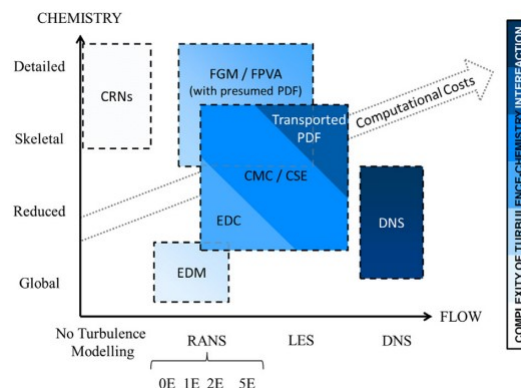 CHEMISTRY
Detailed
Skeletal
Reduced
Global
CRNs
FGM / FPVA
(with presumed PDF)
Transported
PDF
CMC / CSE
EDC
EDM
DNS
Computational Costs
FLOW
No Turbulence
Modelling
RANS
LES
DNS
0E 1E 2E 5E
COMPLEXITY OF TURBULENCE-CHEMISTRY INTEREACTION